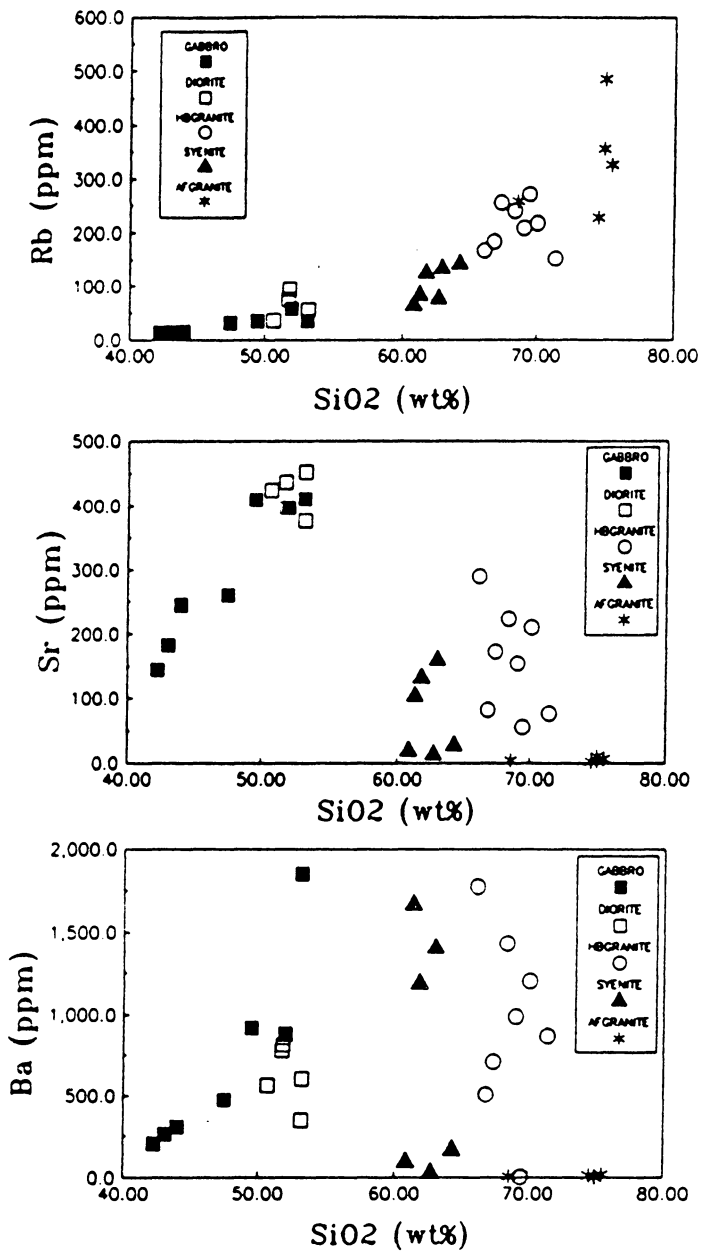 600.0
500.0
400.0
300.0
200.0
100.0
0.0
Rb (ppm)
GABBRO
DIORITE
HBGRANITE
SYENITE
AFGRANITE
40.00 50.00 60.00 70.00 80.00
SiO2 (wt%)
500.0
400.0
300.0
200.0
100.0
0.0
Sr (ppm)
GABBRO
DIORITE
HBGRANITE
SYENITE
AFGRANITE
40.00 50.00 60.00 70.00 80.00
SiO2 (wt%)
2,000.0
1,500.0
1,000.0
500.0
0.0
Ba (ppm)
GABBRO
DIORITE
HBGRANITE
SYENITE
AFGRANITE
40.00 50.00 60.00 70.00 80.00
SiO2 (wt%)